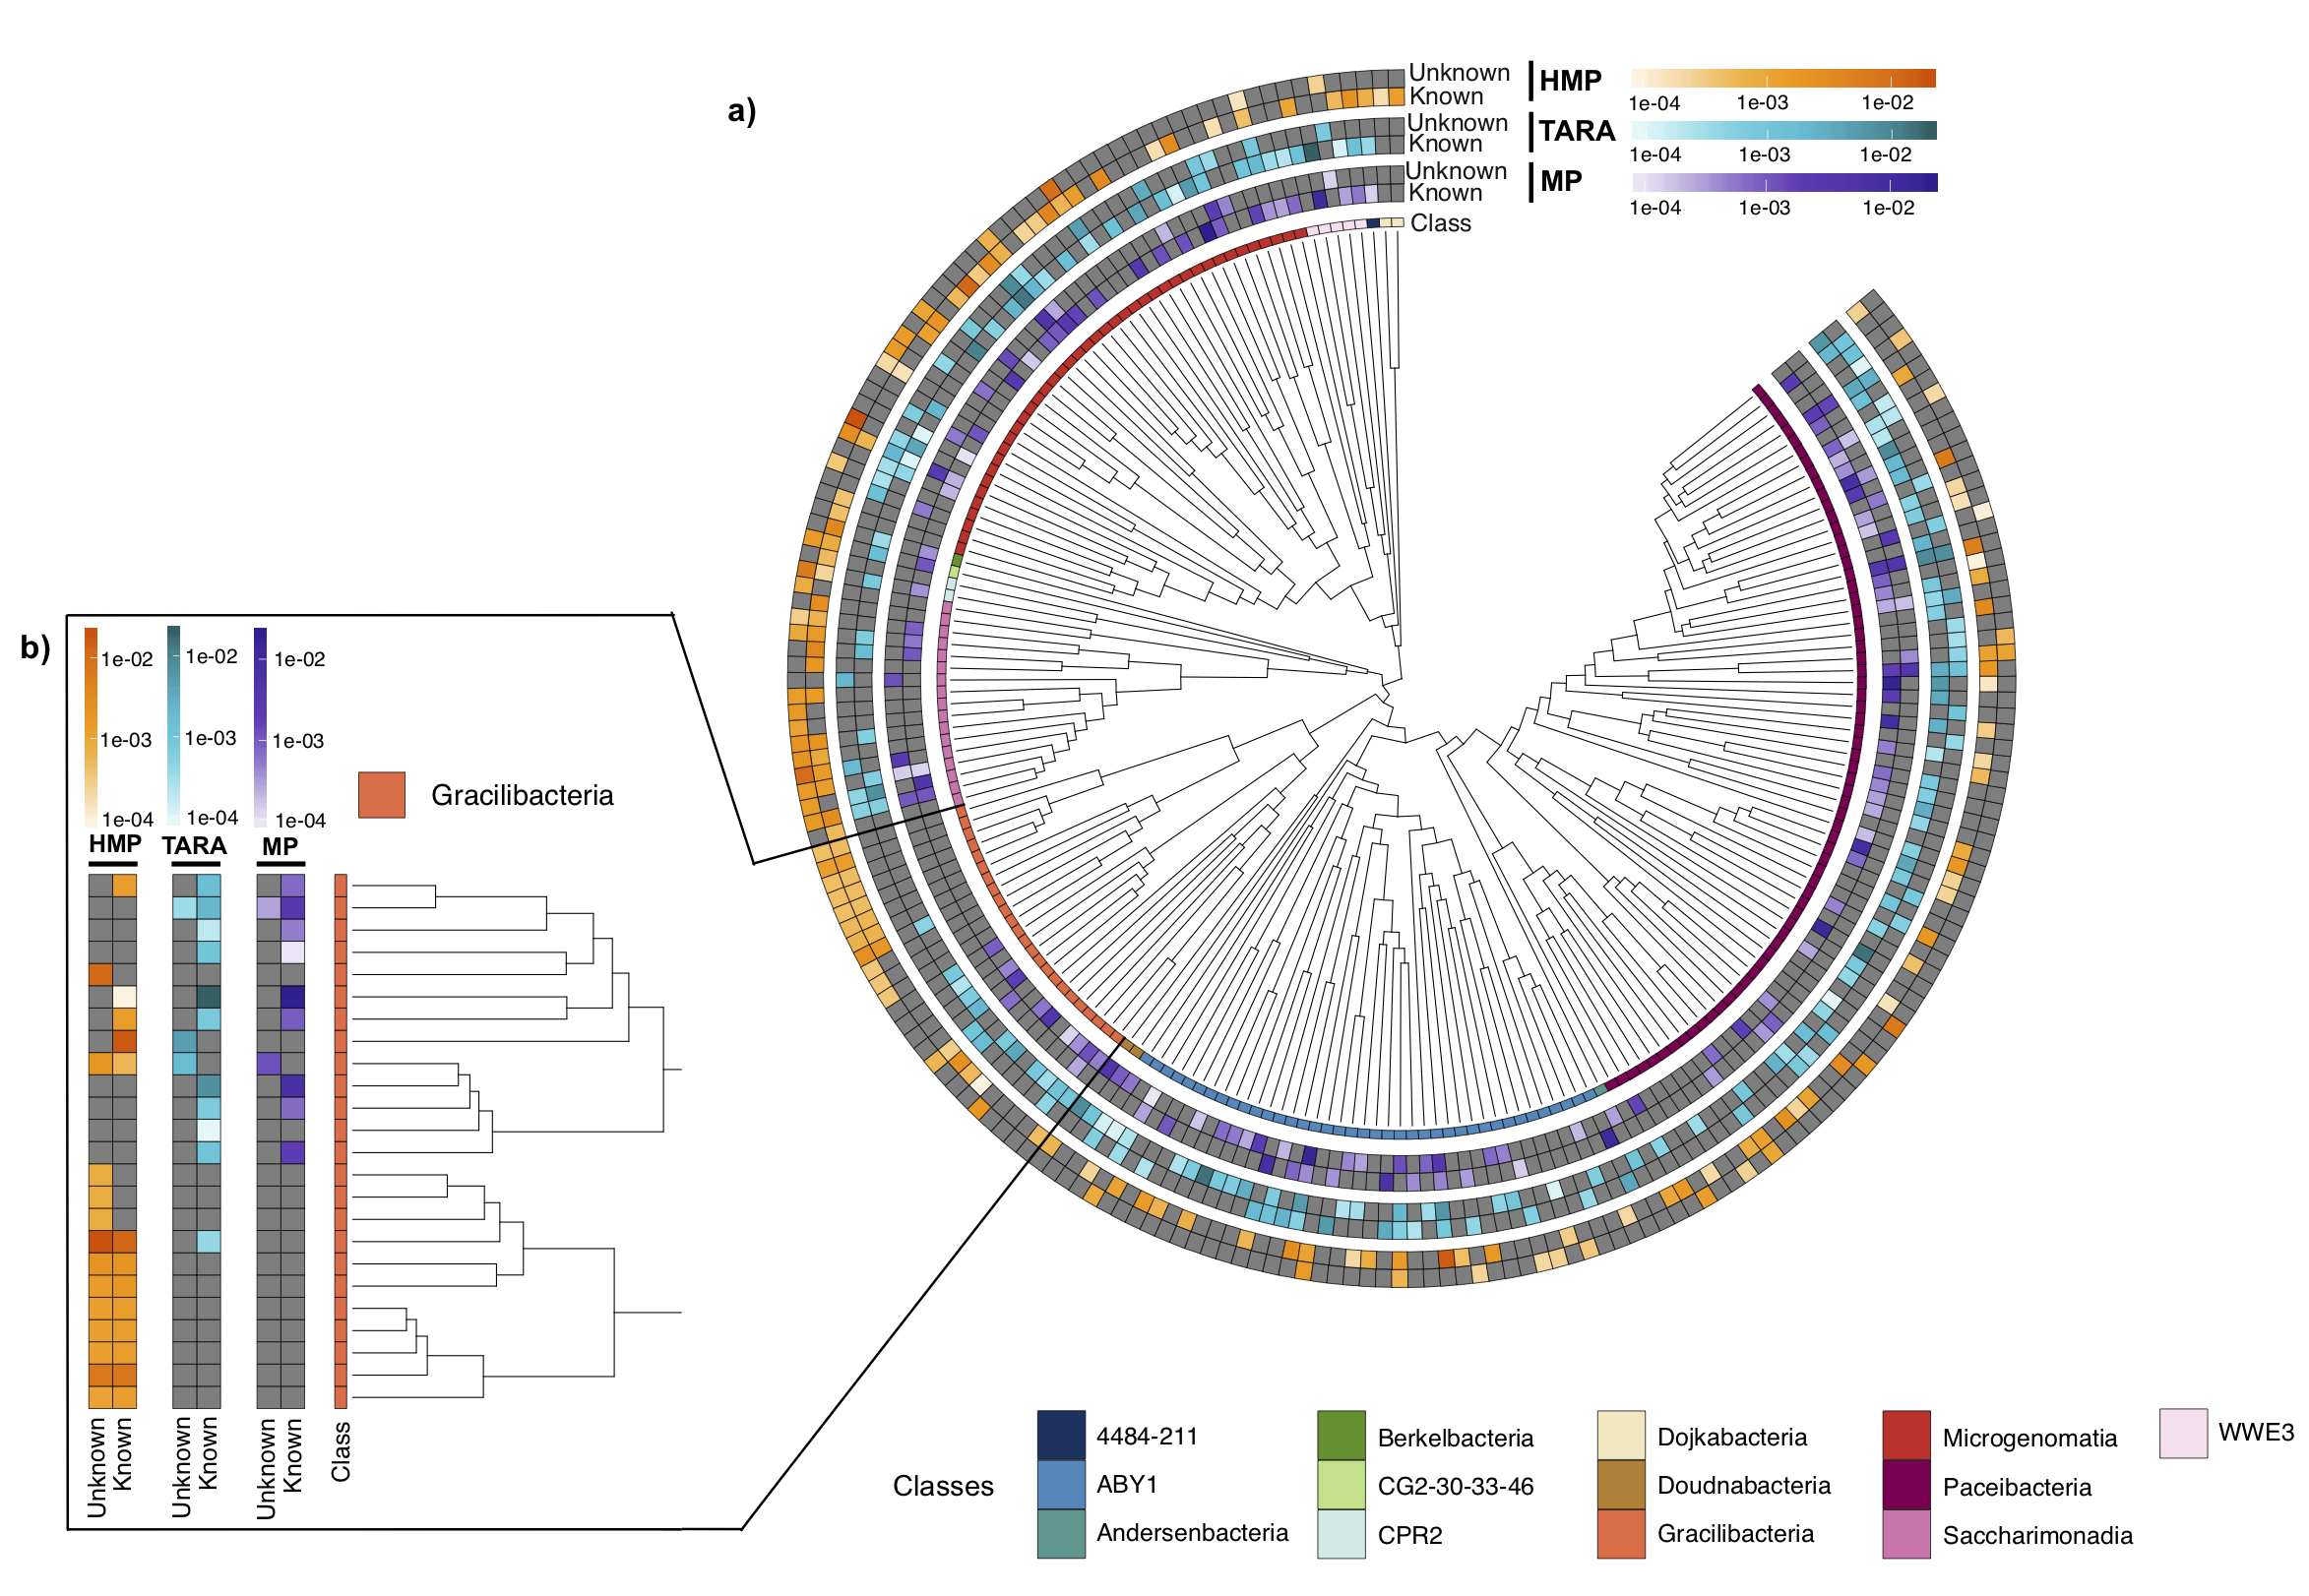 a)
Unknown
Known
HMP
1e-04 1e-03 1e-02
Unknown
Known
TARA
1e-04 1e-03 1e-02
Unknown
Known
MP
1e-04 1e-03 1e-02
Class
b)
1e-02 1e-02 1e-02
1e-03 1e-03 1e-03
1e-04 1e-04 1e-04
Gracilibacteria
HMP TARA MP
Unknown
Known
Unknown
Known
Unknown
Known
Class
Classes
4484-211
ABY1
Andersenbacteria
Berkelbacteria
CG2-30-33-46
CPR2
Dojkabacteria
Doudnabacteria
Gracilibacteria
Microgenomatia
Paceibacteria
Saccharimonadia
WWE3